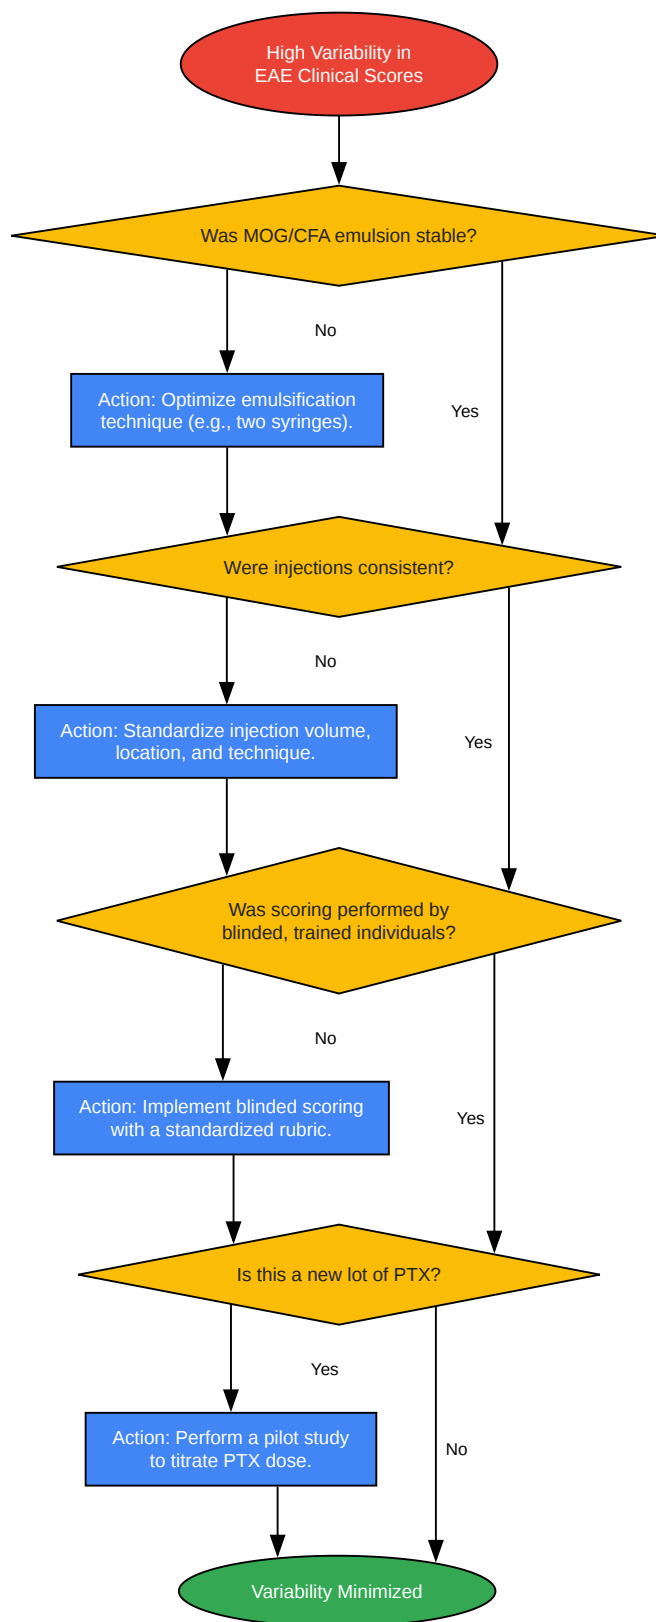 High Variability in
EAE Clinical Scores
Was MOG/CFA emulsion stable?
No
Action: Optimize emulsification
technique (e.g., two syringes).
Yes
Were injections consistent?
No
Action: Standardize injection volume,
location, and technique.
Yes
Was scoring performed by
blinded, trained individuals?
No
Action: Implement blinded scoring
with a standardized rubric.
Yes
Is this a new lot of PTX?
Yes
Action: Perform a pilot study
to titrate PTX dose.
No
Variability Minimized